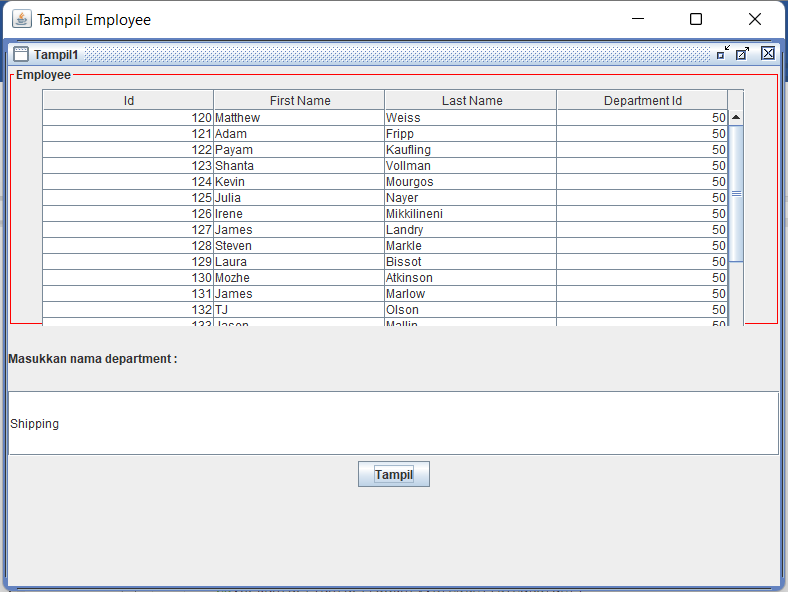 Tampil Employee
Tampil1
Employee
Id First Name Last Name Department Id
120 Matthew Weiss 50
121 Adam Fripp 50
122 Payam Kaufling 50
123 Shanta Vollman 50
124 Kevin Mourgos 50
125 Julia Nayer 50
126 Irene Mikkilineni 50
127 James Landry 50
128 Steven Markle 50
129 Laura Bissot 50
130 Mozhe Atkinson 50
131 James Marlow 50
132 TJ Olson 50
133 Jason Mallin 50
Masukkan nama department :
Shipping
Tampil